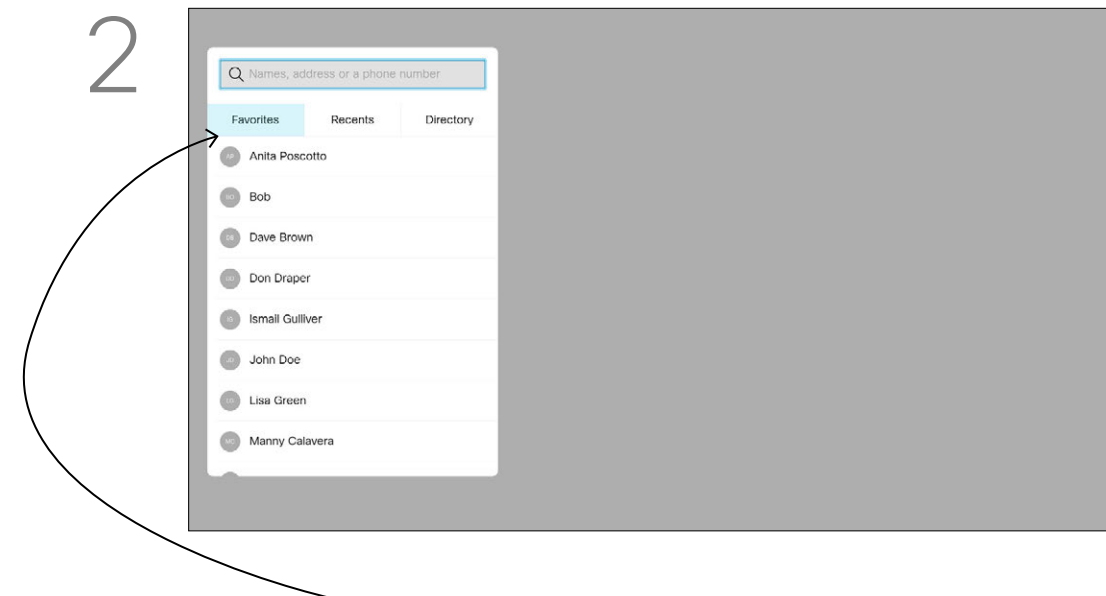 2
Names, address or a phone number
Favorites Recents Directory
Anita Poscotto
Bob
Dave Brown
Don Draper
Ismail Gulliver
John Doe
Lisa Green
MC Manny Calavera